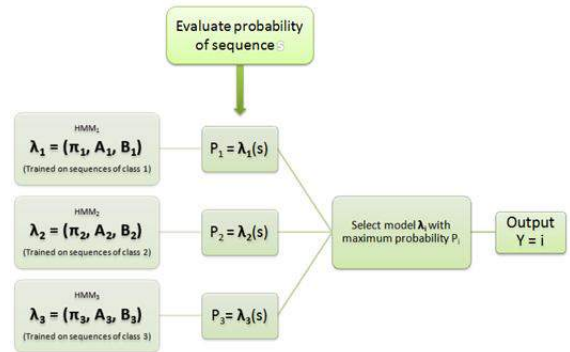 Evaluate probability
of sequence s
HMM₁
λ₁ = (π₁, A₁, B₁)
(Trained on sequences of class 1)
P₁ = λ₁(s)
HMM₂
λ₂ = (π₂, A₂, B₂)
(Trained on sequences of class 2)
P₂ = λ₂(s)
Select model λᵢ with
maximum probability Pᵢ
Output
Y = i
HMM₃
λ₃ = (π₃, A₃, B₃)
(Trained on sequences of class 3)
P₃= λ₃(s)